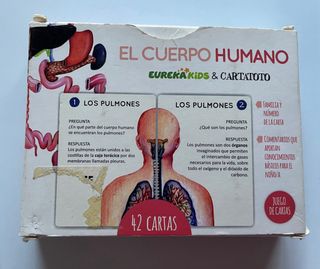 EL CUERPO HUMANO
EUREKAKIDS & CARTATOTO
1 LOS PULMONES
PREGUNTA
¿En qué parte del cuerpo humano
se encuentran los pulmones?
RESPUESTA
Los pulmones están unidos a las
costillas de la caja torácica por dos
membranas llamadas pleuras.
LOS PULMONES 2
PREGUNTA
¿Qué son los pulmones?
RESPUESTA
Los pulmones son dos órganos
imaginados que permiten
el intercambio de gases
necesarios para la vida, sobre
todo el oxígeno y el dióxido de
carbono.
FAMILIA Y
NÚMERO
DE LA CARTA
COMENTARIOS QUE
APORTAN
CONOCIMIENTOS
BÁSICOS PARA EL
NIÑO/A.
42 CARTAS
JUEGO
DE CARTAS